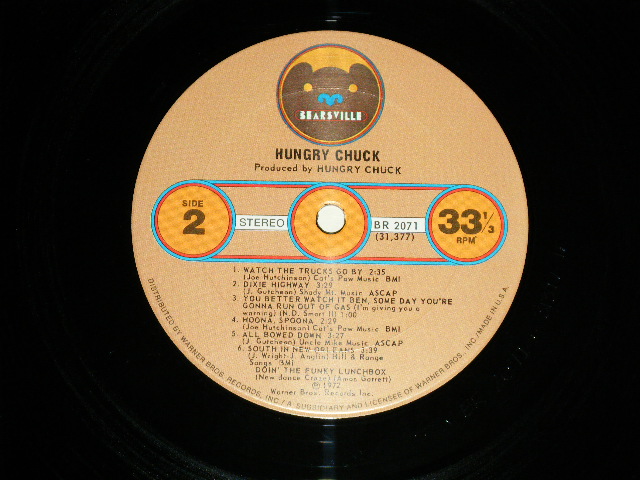 BEARSVILLE
HUNGRY CHUCK
Produced by HUNGRY CHUCK
SIDE
2
STEREO
BR 2071
(31,377)
33 1/3
RPM
1. WATCH THE TRUCKS GO BY 2:35
(Joe Hutchinson) Cat's Paw Music BMI
2. DIXIE HIGHWAY 3:29
(J. Gutcheon) Shady Mt. Music ASCAP
3. YOU BETTER WATCH IT BEN, SOME DAY YOU'RE
GONNA RUN OUT OF GAS (I'm giving you a
warning) (N.D. Smart II) 1:00
4. HOONA, SPOONA 2:29
(Joe Hutchinson) Cat's Paw Music BMI
5. ALL BOWED DOWN 3:27
(J. Gutcheon) Uncle Mike Music ASCAP
6. SOUTH IN NEW ORLEANS 3:39
(J. Wright-J. Anglin) Hill & Range
Songs BMI
DOIN' THE FUNKY LUNCHBOX
(New dance Craze) (Amos Garrett)
℗ 1972
Warner Bros. Records Inc.
DISTRIBUTED BY WARNER BROS. RECORDS, INC./A SUBSIDIARY AND LICENSEE OF WARNER BROS. INC./MADE IN U.S.A.